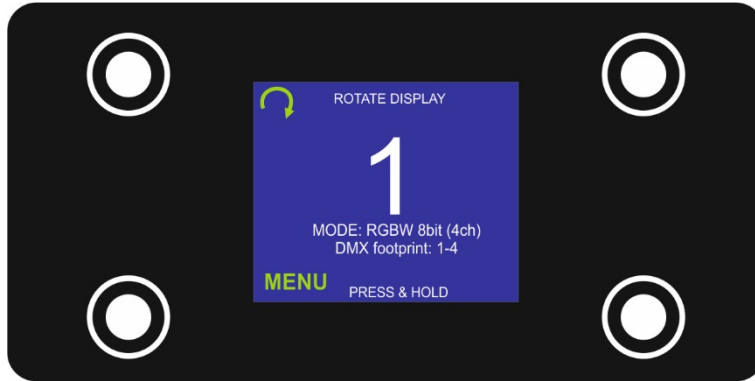 ROTATE DISPLAY
1
MODE: RGBW 8bit (4ch)
DMX footprint: 1-4
MENU
PRESS & HOLD